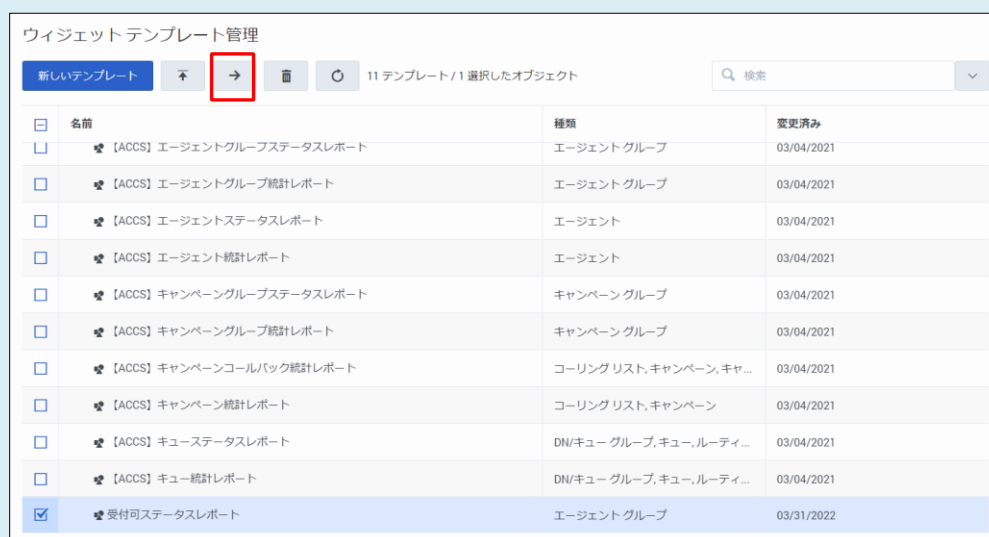 ウィジェット テンプレート管理
新しいテンプレート 11 テンプレート / 1 選択したオブジェクト 検索
名前 種類 変更済み
【ACCS】エージェントグループステータスレポート エージェント グループ 03/04/2021
【ACCS】エージェントグループ統計レポート エージェント グループ 03/04/2021
【ACCS】エージェントステータスレポート エージェント 03/04/2021
【ACCS】エージェント統計レポート エージェント 03/04/2021
【ACCS】キャンペーングループステータスレポート キャンペーン グループ 03/04/2021
【ACCS】キャンペーングループ統計レポート キャンペーン グループ 03/04/2021
【ACCS】キャンペーンコールバック統計レポート コーリング リスト, キャンペーン, キャ... 03/04/2021
【ACCS】キャンペーン統計レポート コーリング リスト, キャンペーン 03/04/2021
【ACCS】キューステータスレポート DN/キュー グループ, キュー, ルーティ... 03/04/2021
【ACCS】キュー統計レポート DN/キュー グループ, キュー, ルーティ... 03/04/2021
受付可ステータスレポート エージェント グループ 03/31/2022